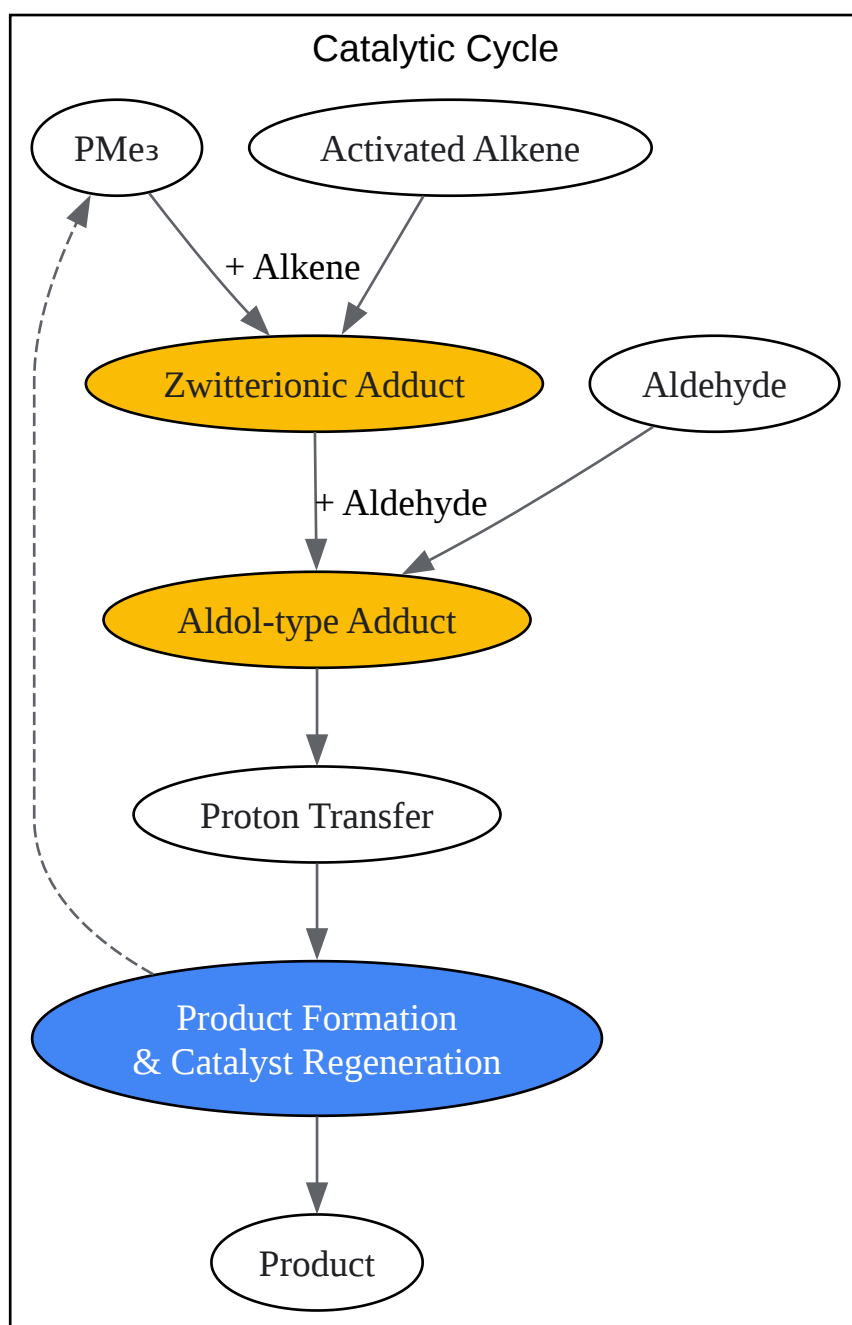 Catalytic Cycle
PMe₃
Activated Alkene
+ Alkene
Zwitterionic Adduct
Aldehyde
+ Aldehyde
Aldol-type Adduct
Proton Transfer
Product Formation
& Catalyst Regeneration
Product